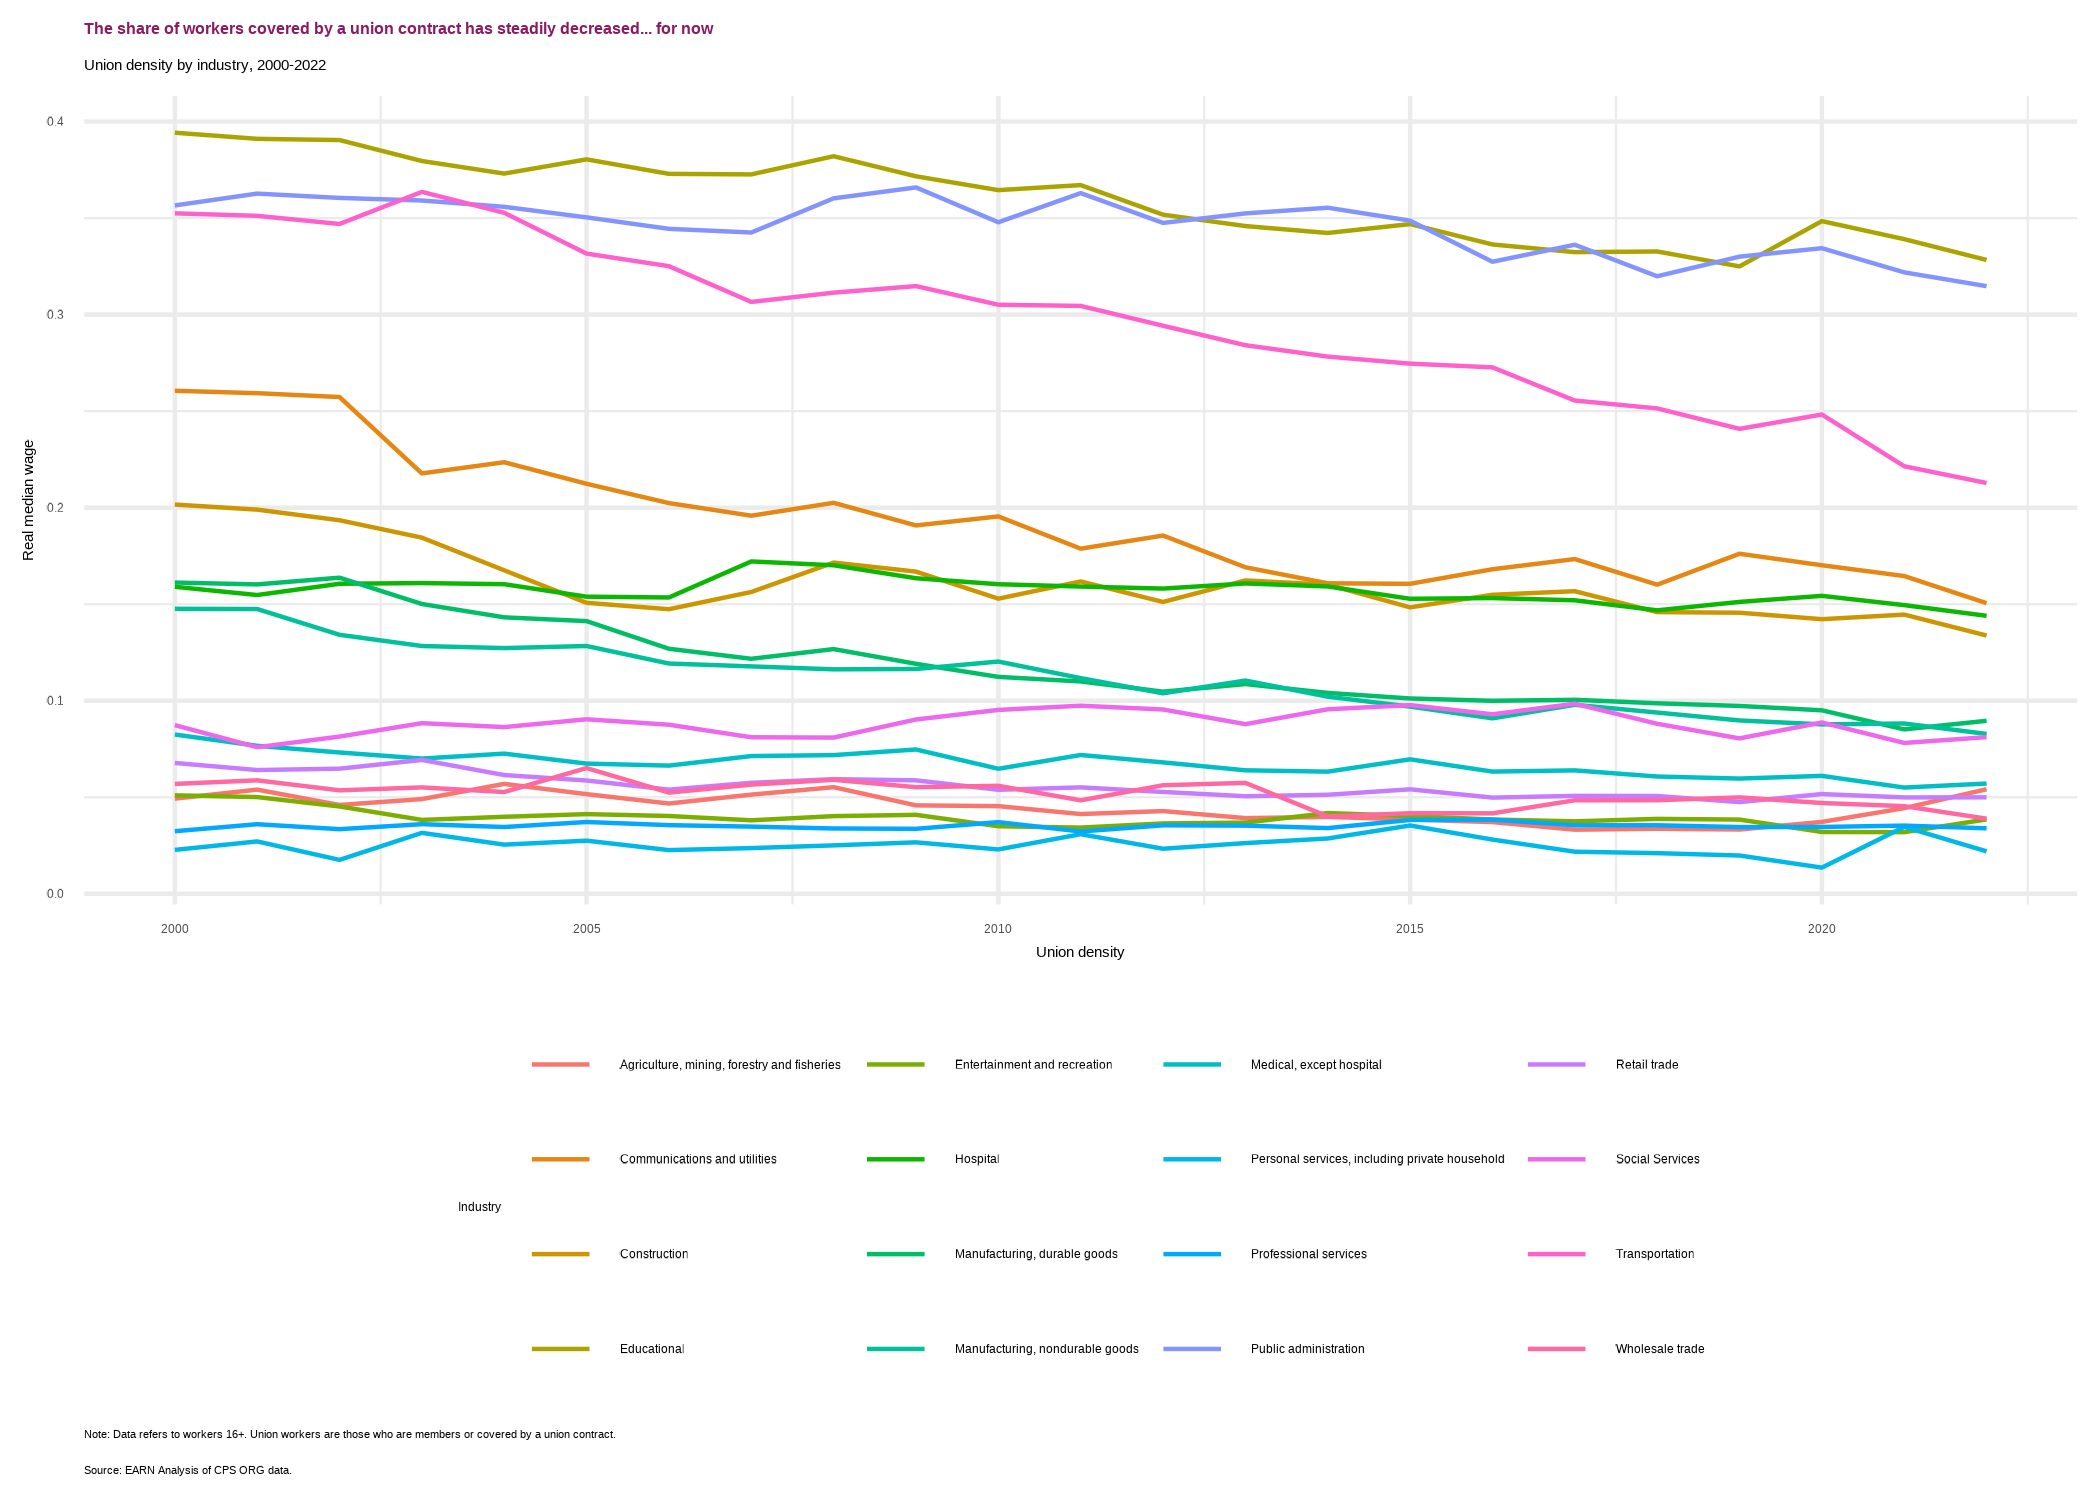 The share of workers covered by a union contract has steadily decreased... for now
Union density by industry, 2000-2022
0.4
0.3
0.2
0.1
0.0
Real median wage
2000 2005 2010 2015 2020
Union density
Agriculture, mining, forestry and fisheries Entertainment and recreation Medical, except hospital Retail trade
Communications and utilities Hospital Personal services, including private household Social Services
Industry
Construction Manufacturing, durable goods Professional services Transportation
Educational Manufacturing, nondurable goods Public administration Wholesale trade
Note: Data refers to workers 16+. Union workers are those who are members or covered by a union contract.
Source: EARN Analysis of CPS ORG data.